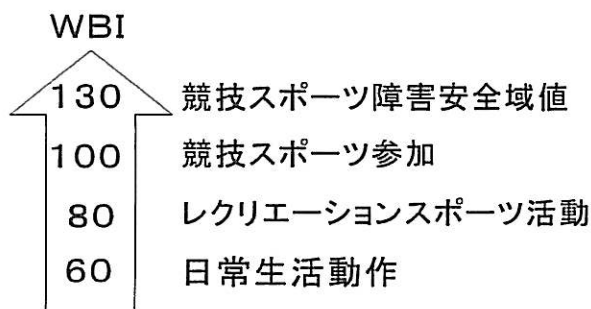 WBI
130 競技スポーツ障害安全域値
100 競技スポーツ参加
80 レクリエーションスポーツ活動
60 日常生活動作